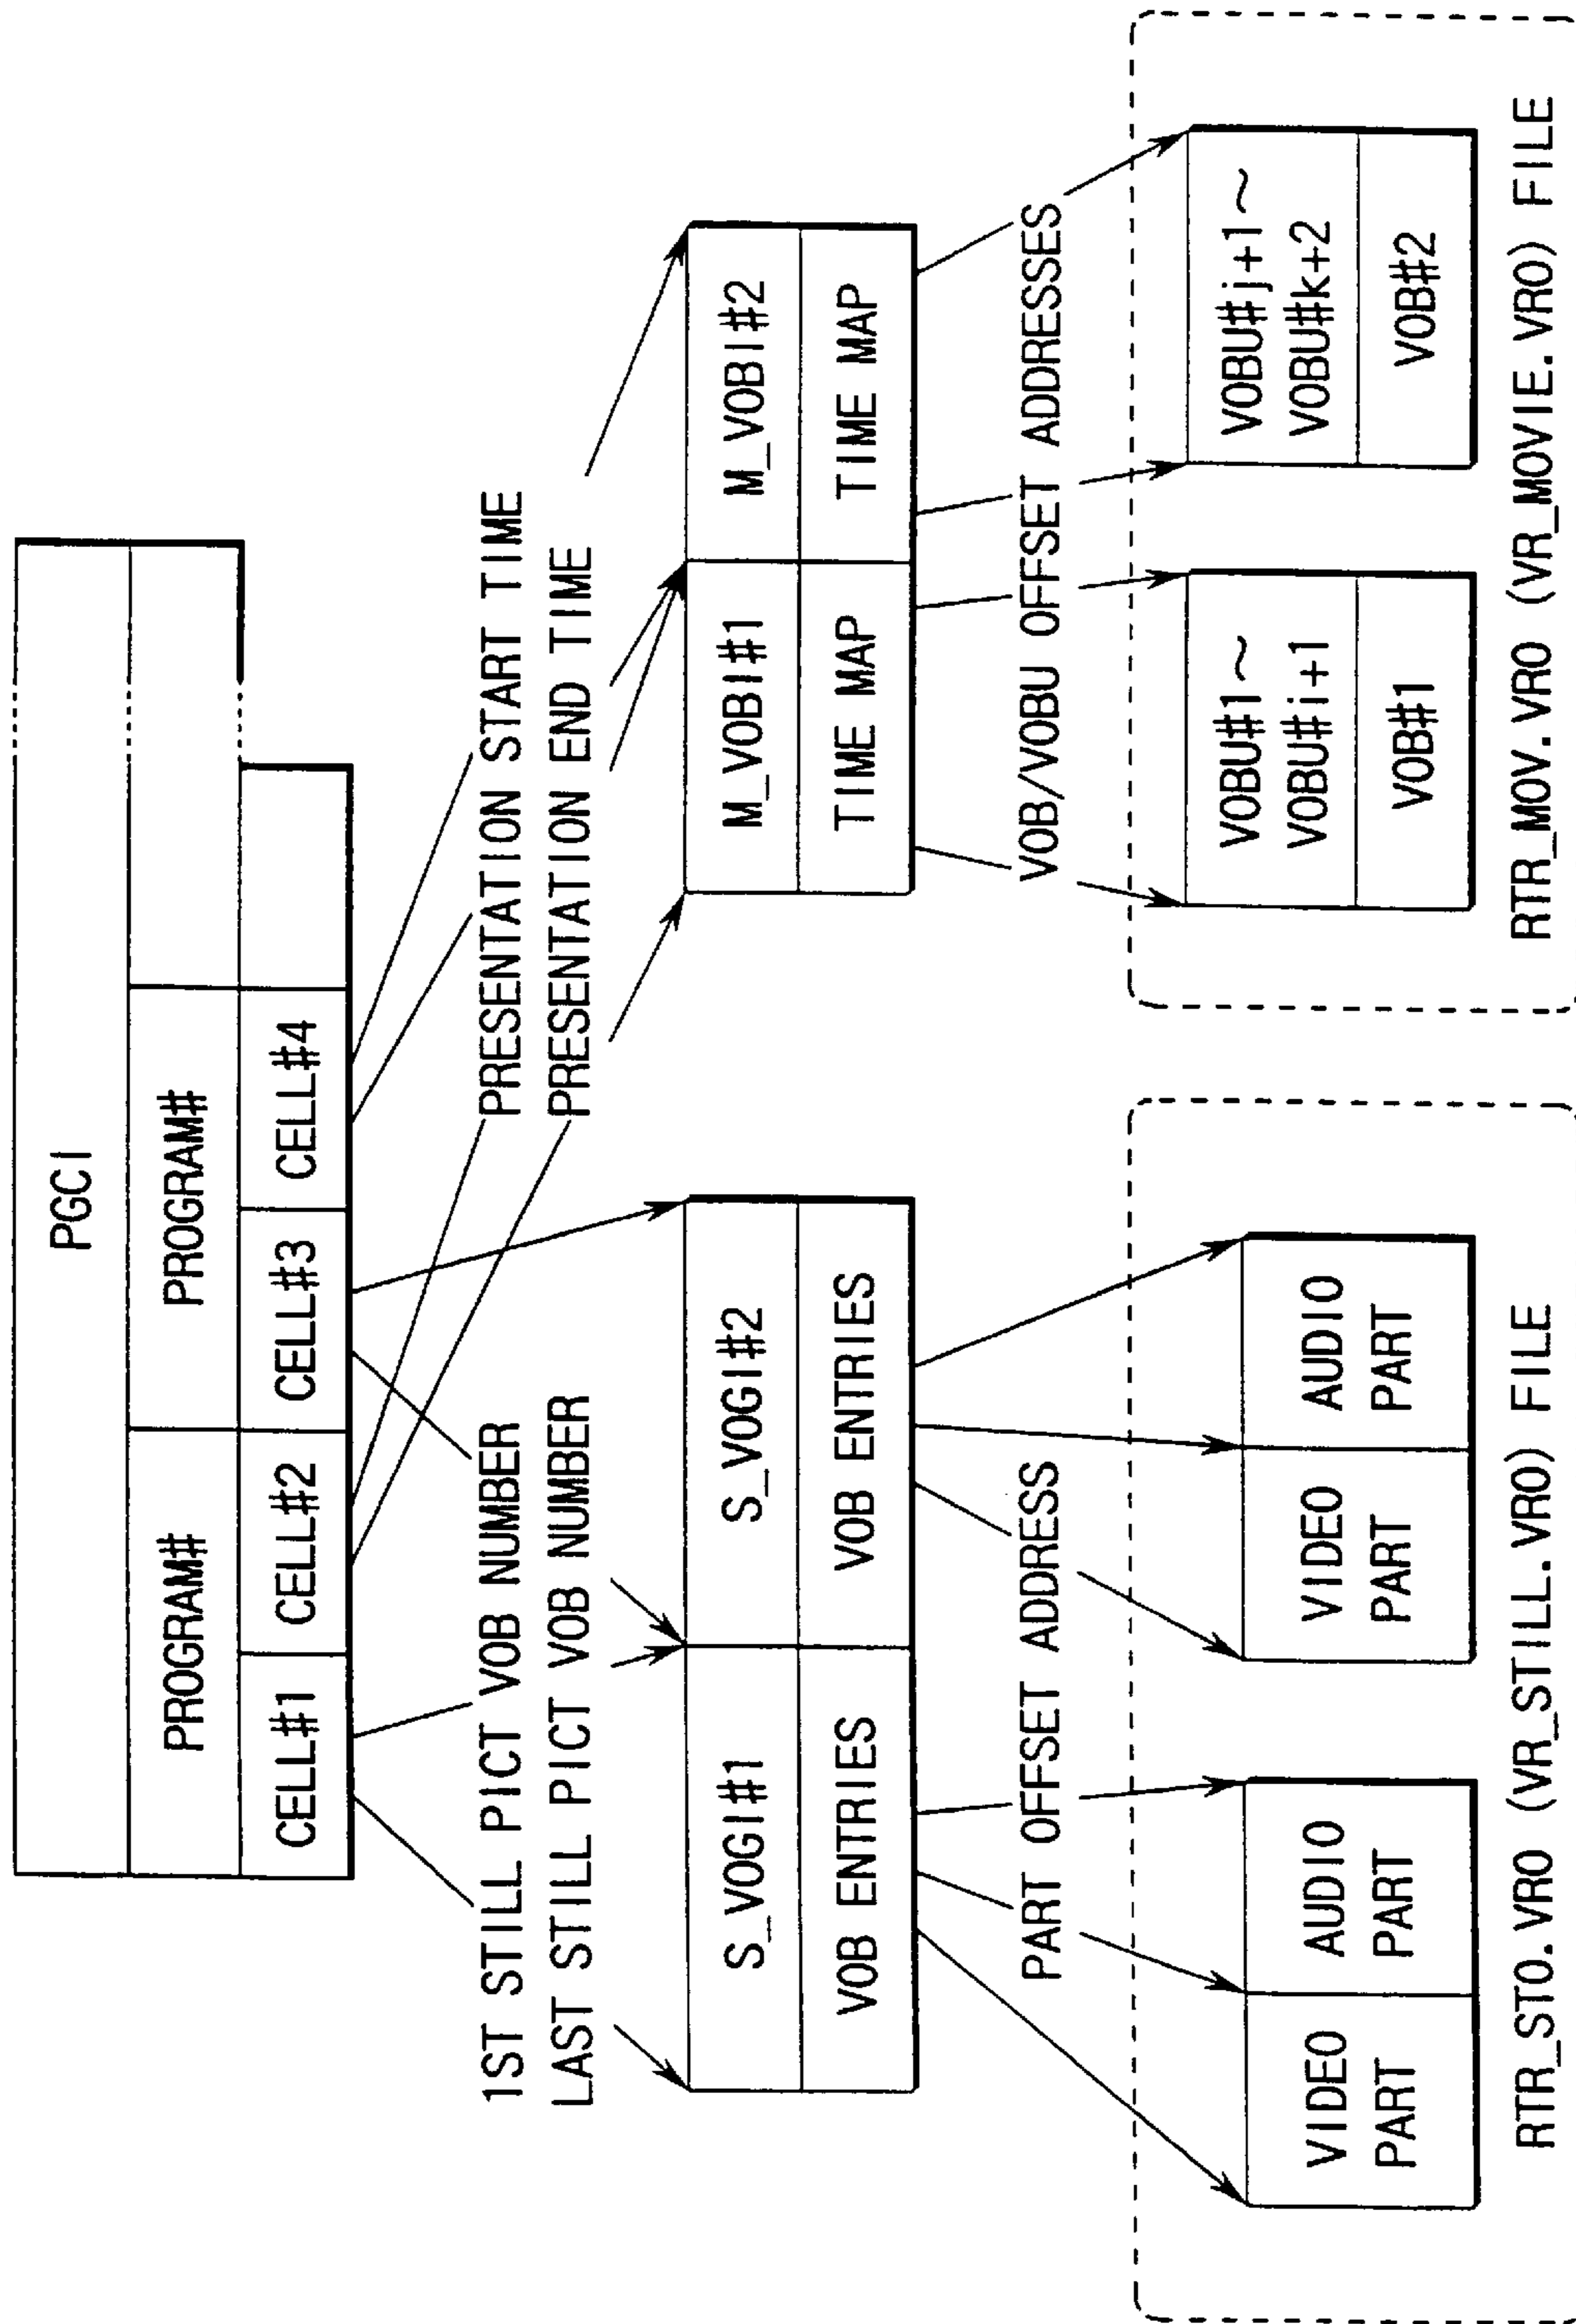 PGCI
PROGRAM#
PROGRAM#
CELL#1
CELL#2
CELL#3
CELL#4
1ST STILL PICT VOB NUMBER
LAST STILL PICT VOB NUMBER
PRESENTATION START TIME
PRESENTATION END TIME
S_VOGI#1
S_VOGI#2
VOB ENTRIES
VOB ENTRIES
M_VOBI#1
M_VOBI#2
TIME MAP
TIME MAP
PART OFFSET ADDRESS
VOB/VOBU OFFSET ADDRESSES
VIDEO
PART
AUDIO
PART
VIDEO
PART
AUDIO
PART
VOBU#1~
VOBU#i+1
VOB#1
VOBU#j+1~
VOBU#k+2
VOB#2
RTR_STO.VRO (VR_STILL.VRO) FILE
RTR_MOV.VRO (VR_MOVIE.VRO) FILE